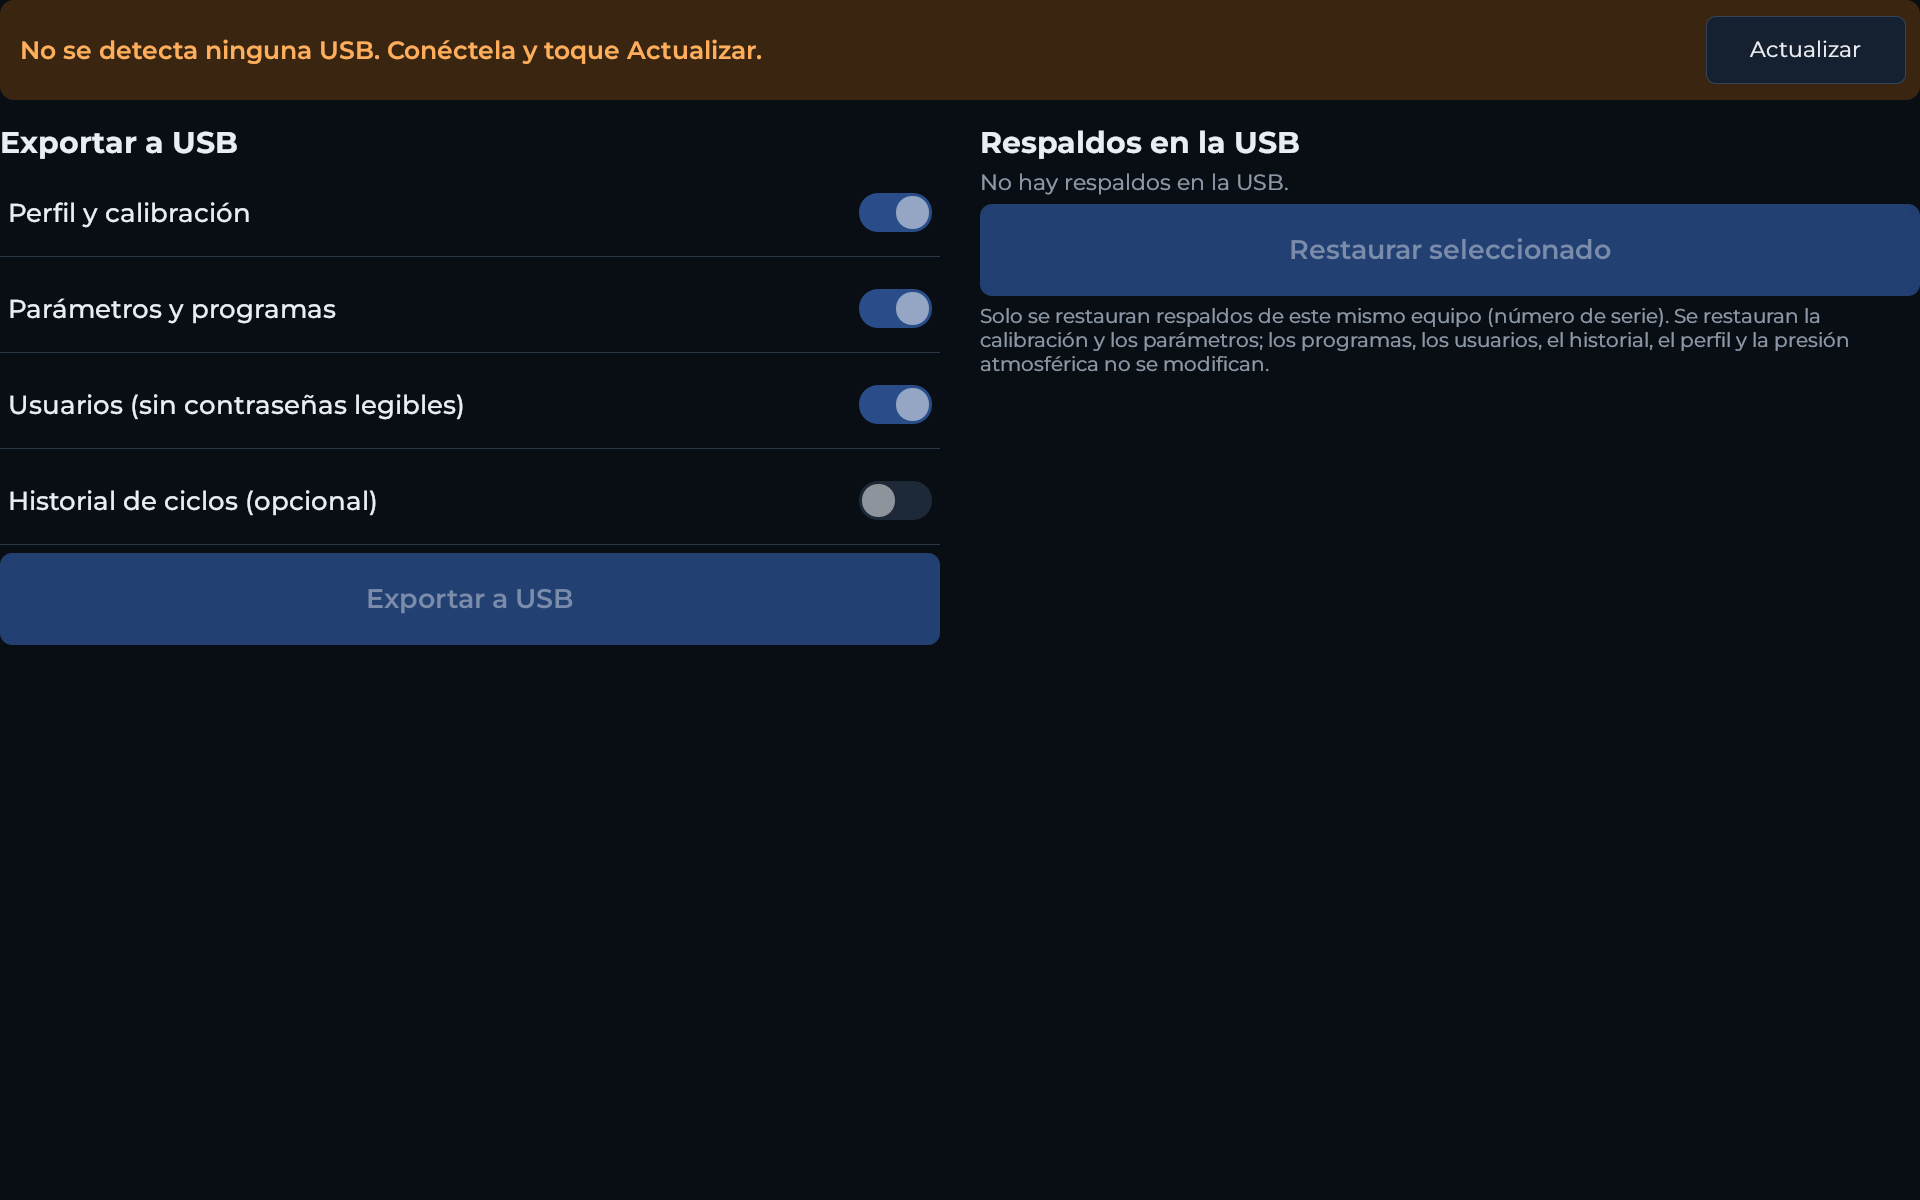 No se detecta ninguna USB. Conéctela y toque Actualizar.
Actualizar
Exportar a USB
Perfil y calibración
Parámetros y programas
Usuarios (sin contraseñas legibles)
Historial de ciclos (opcional)
Exportar a USB
Respaldos en la USB
No hay respaldos en la USB.
Restaurar seleccionado
Solo se restauran respaldos de este mismo equipo (número de serie). Se restauran la
calibración y los parámetros; los programas, los usuarios, el historial, el perfil y la presión
atmosférica no se modifican.